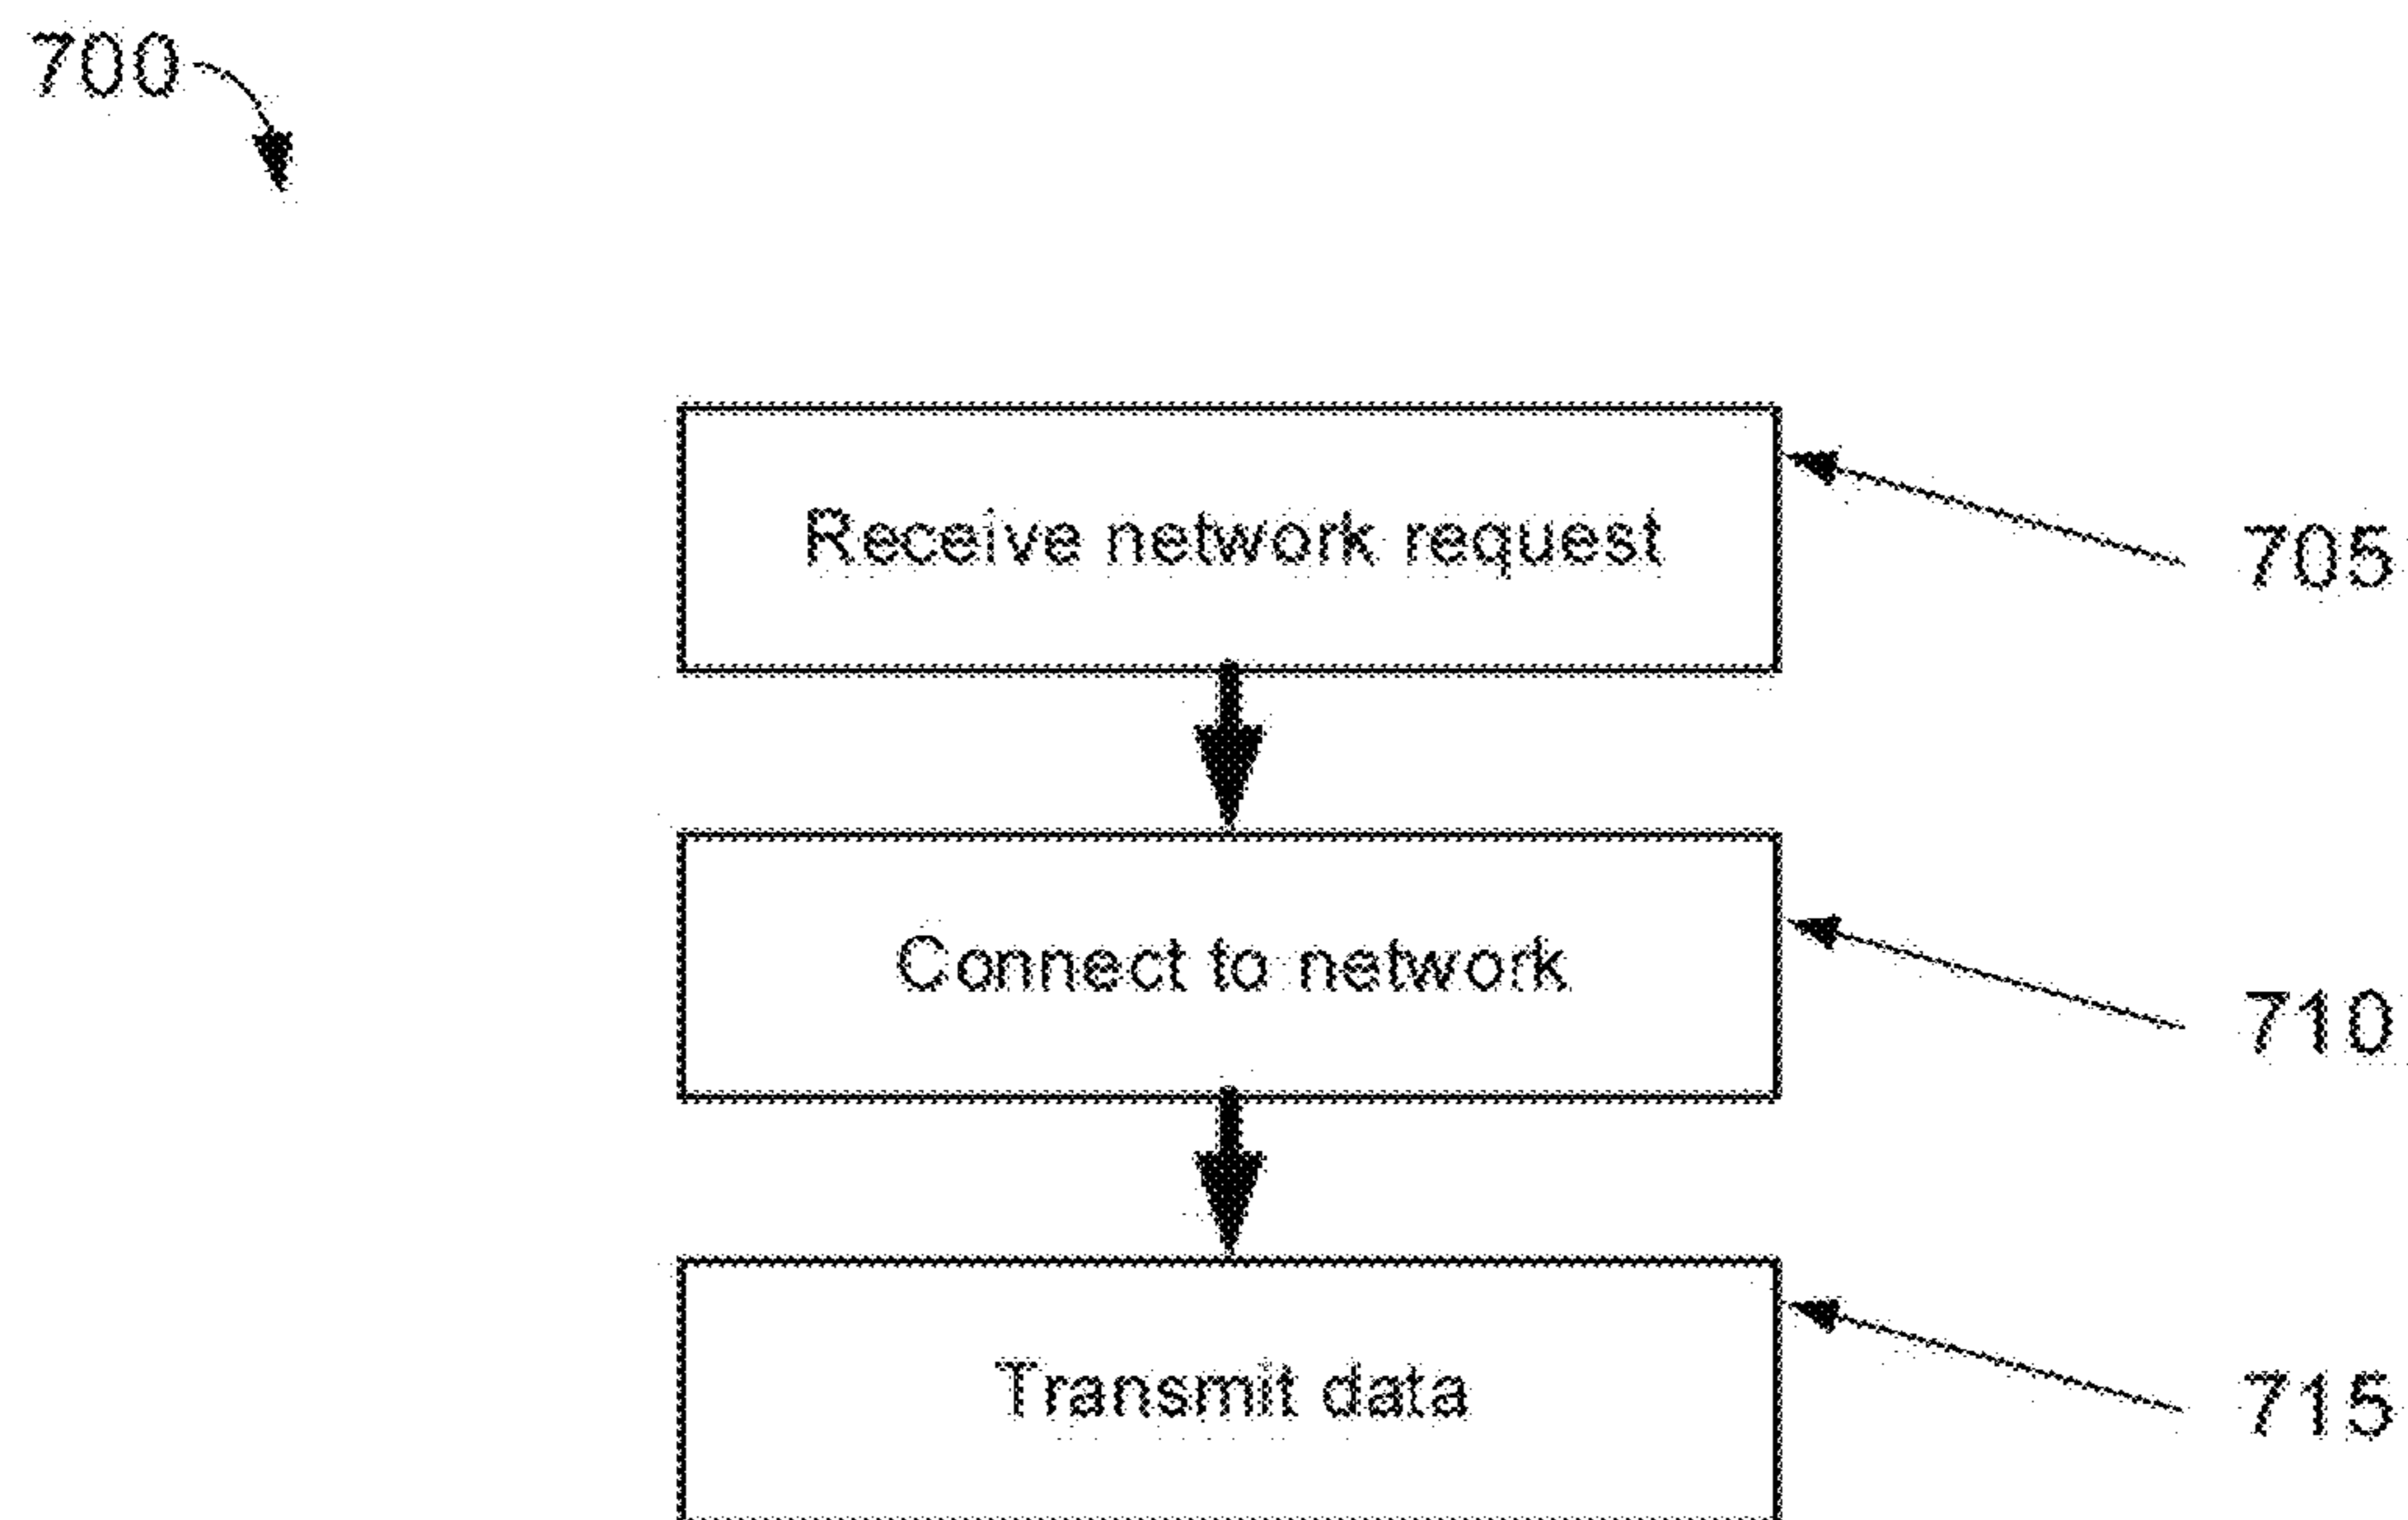 700
Receive network request
705
Connect to network
710
Transmit data
715